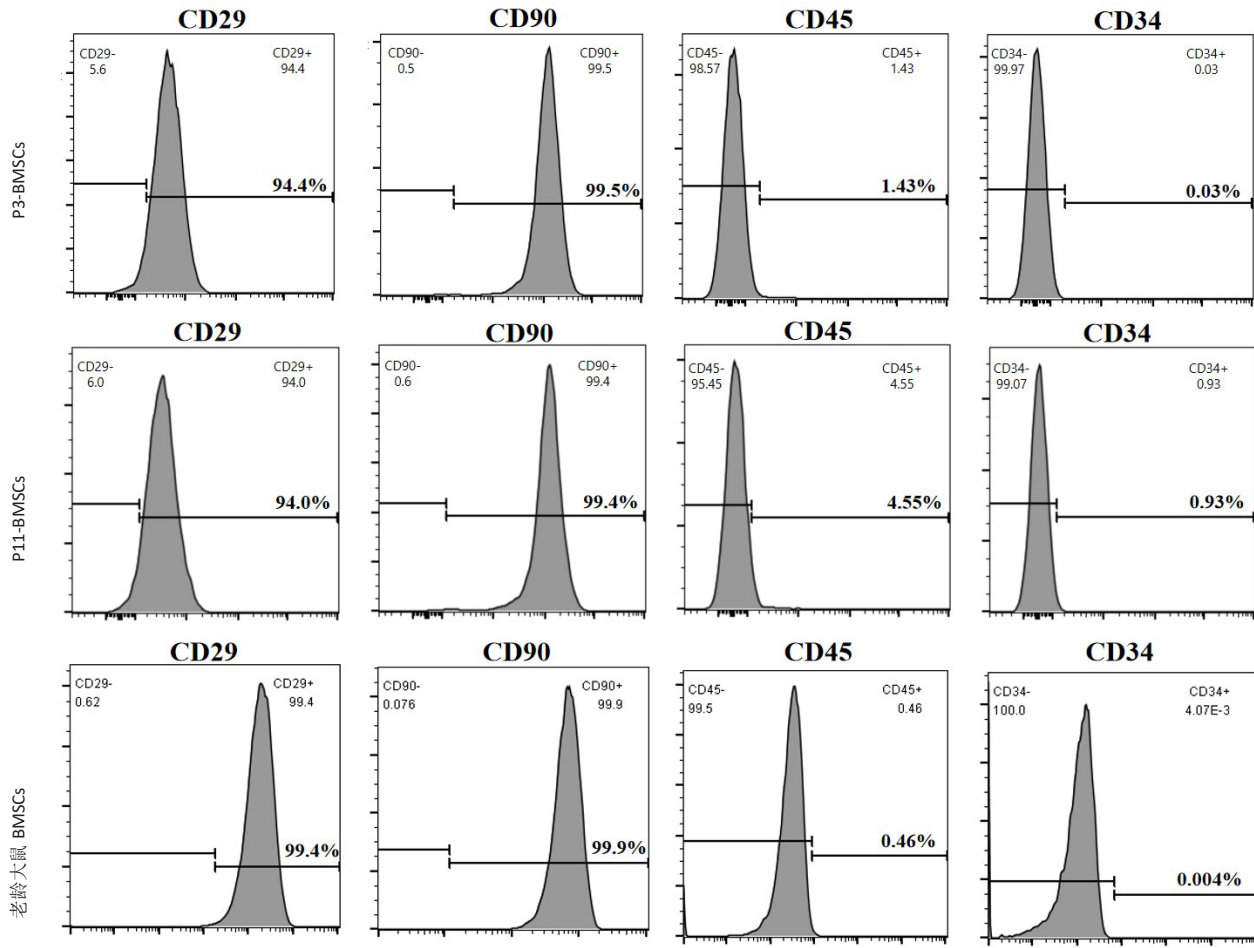 CD29
CD90
CD45
CD34
P3-BMSCs
CD29- CD29+
5.6 94.4
94.4%
CD90- CD90+
0.5 99.5
99.5%
CD45- CD45+
98.57 1.43
1.43%
CD34- CD34+
99.97 0.03
0.03%
CD29
CD90
CD45
CD34
P11-BMSCs
CD29- CD29+
6.0 94.0
94.0%
CD90- CD90+
0.6 99.4
99.4%
CD45- CD45+
95.45 4.55
4.55%
CD34- CD34+
99.07 0.93
0.93%
CD29
CD90
CD45
CD34
老龄大鼠 BMSCs
CD29- CD29+
0.62 99.4
99.4%
CD90- CD90+
0.076 99.9
99.9%
CD45- CD45+
99.5 0.46
0.46%
CD34- CD34+
100.0 4.07E-3
0.004%